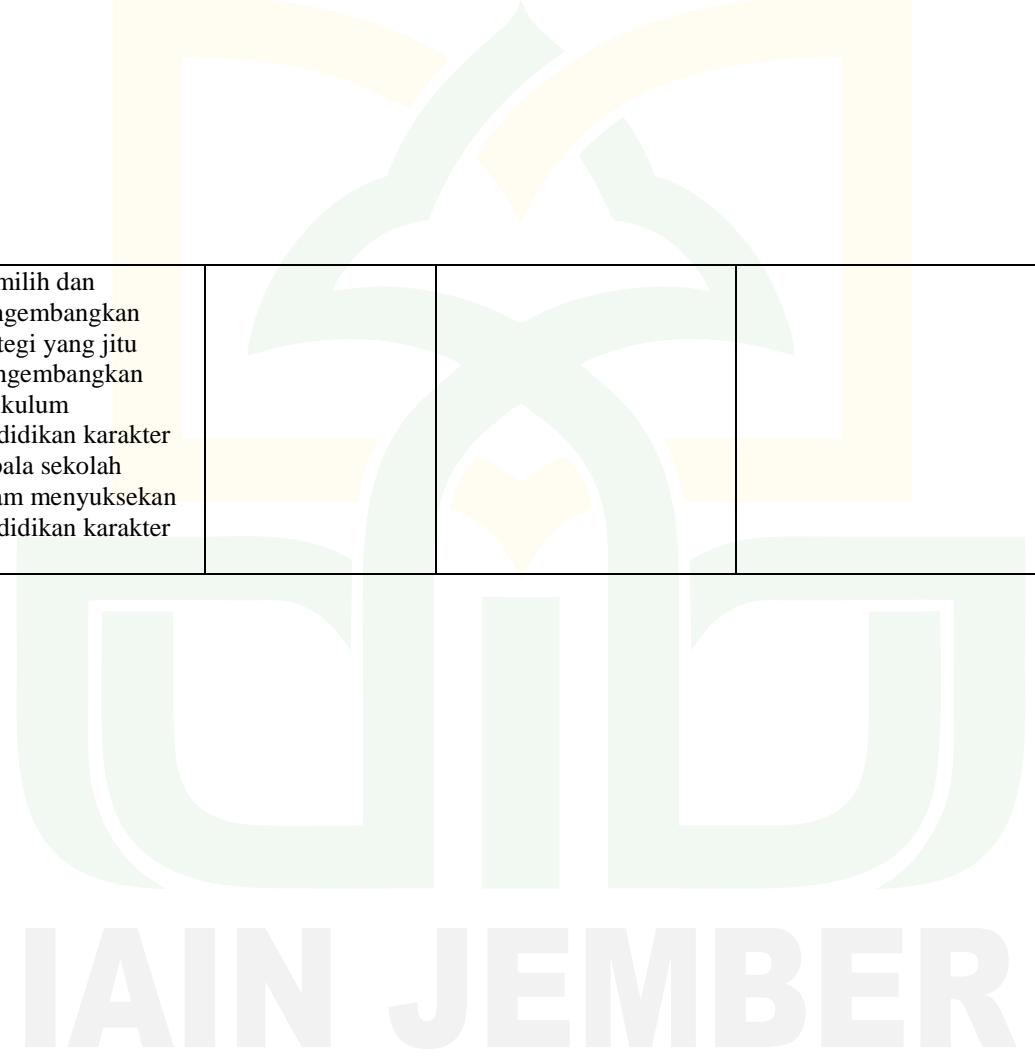 milih dan
ngembangkan
tegi yang jitu
ngembangkan
kulum
didikan karakter
pala sekolah
am menyuksekan
didikan karakter
IAIN JEMBER